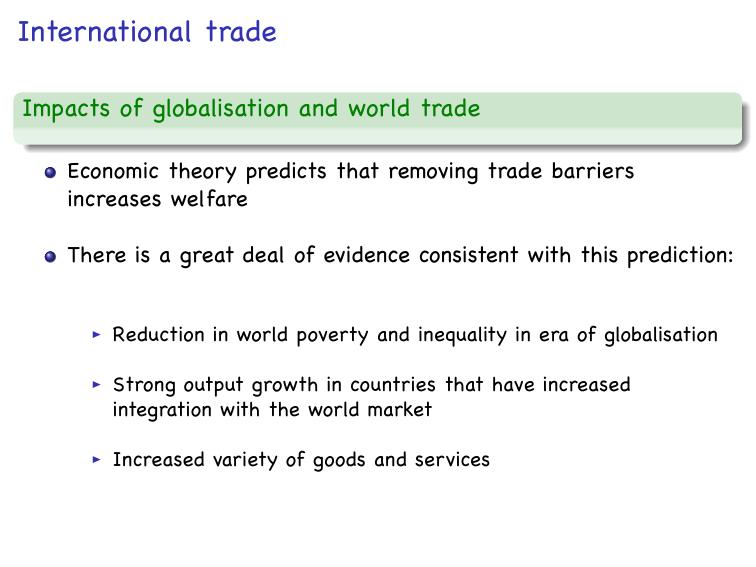 International trade
Impacts of globalisation and world trade
Economic theory predicts that removing trade barriers
increases welfare
There is a great deal of evidence consistent with this prediction:
Reduction in world poverty and inequality in era of globalisation
Strong output growth in countries that have increased
integration with the world market
Increased variety of goods and services